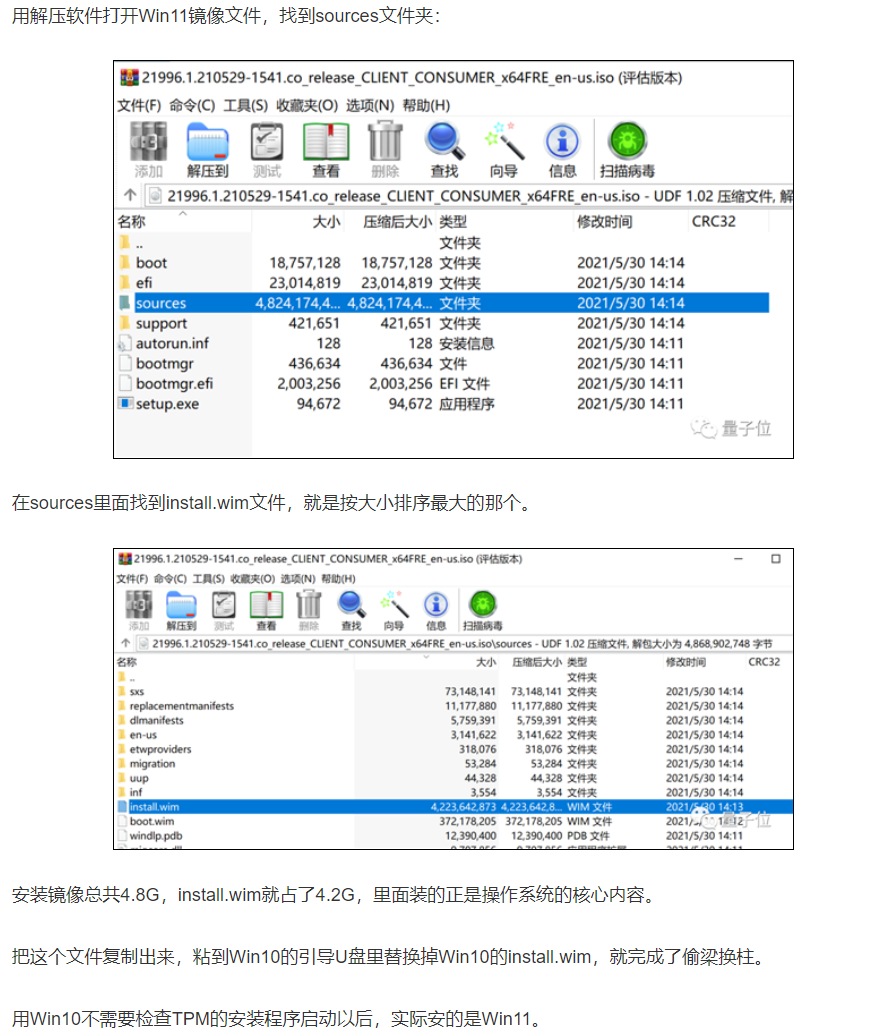 用解压软件打开Win11镜像文件，找到sources文件夹：
21996.1.210529-1541.co_release_CLIENT_CONSUMER_x64FRE_en-us.iso (评估版本)
文件(F) 命令(C) 工具(S) 收藏夹(O) 选项(N) 帮助(H)
添加 解压到 测试 查看 删除 查找 向导 信息 扫描病毒
21996.1.210529-1541.co_release_CLIENT_CONSUMER_x64FRE_en-us.iso - UDF 1.02 压缩文件, 解
名称 大小 压缩后大小 类型 修改时间 CRC32
.. 文件夹
boot 18,757,128 18,757,128 文件夹 2021/5/30 14:14
efi 23,014,819 23,014,819 文件夹 2021/5/30 14:14
sources 4,824,174,4... 4,824,174,4... 文件夹 2021/5/30 14:14
support 421,651 421,651 文件夹 2021/5/30 14:14
autorun.inf 128 128 安装信息 2021/5/30 14:11
bootmgr 436,634 436,634 文件 2021/5/30 14:11
bootmgr.efi 2,003,256 2,003,256 EFI 文件 2021/5/30 14:11
setup.exe 94,672 94,672 应用程序 2021/5/30 14:11
量子位
在sources里面找到install.wim文件，就是按大小排序最大的那个。
21996.1.210529-1541.co_release_CLIENT_CONSUMER_x64FRE_en-us.iso (评估版本)
文件(F) 命令(C) 工具(S) 收藏夹(O) 选项(N) 帮助(H)
添加 解压到 测试 查看 删除 查找 向导 信息 扫描病毒
21996.1.210529-1541.co_release_CLIENT_CONSUMER_x64FRE_en-us.iso\sources - UDF 1.02 压缩文件, 解包大小为 4,868,902,748 字节
名称 大小 压缩后大小 类型 修改时间 CRC32
.. 文件夹
sxs 73,148,141 73,148,141 文件夹 2021/5/30 14:14
replacementmanifests 11,177,880 11,177,880 文件夹 2021/5/30 14:14
dlmanifests 5,759,391 5,759,391 文件夹 2021/5/30 14:14
en-us 3,141,622 3,141,622 文件夹 2021/5/30 14:14
etwproviders 318,076 318,076 文件夹 2021/5/30 14:14
migration 53,284 53,284 文件夹 2021/5/30 14:14
uup 44,328 44,328 文件夹 2021/5/30 14:14
inf 3,554 3,554 文件夹 2021/5/30 14:14
install.wim 4,223,642,873 4,223,642,8... WIM 文件 2021/5/30 14:13
boot.wim 372,178,205 372,178,205 WIM 文件 2021/5/30 14:12
量子位
windlp.pdb 12,390,400 12,390,400 PDB 文件 2021/5/30 14:11
安装镜像总共4.8G，install.wim就占了4.2G，里面装的正是操作系统的核心内容。
把这个文件复制出来，粘到Win10的引导U盘里替换掉Win10的install.wim，就完成了偷梁换柱。
用Win10不需要检查TPM的安装程序启动以后，实际安的是Win11。